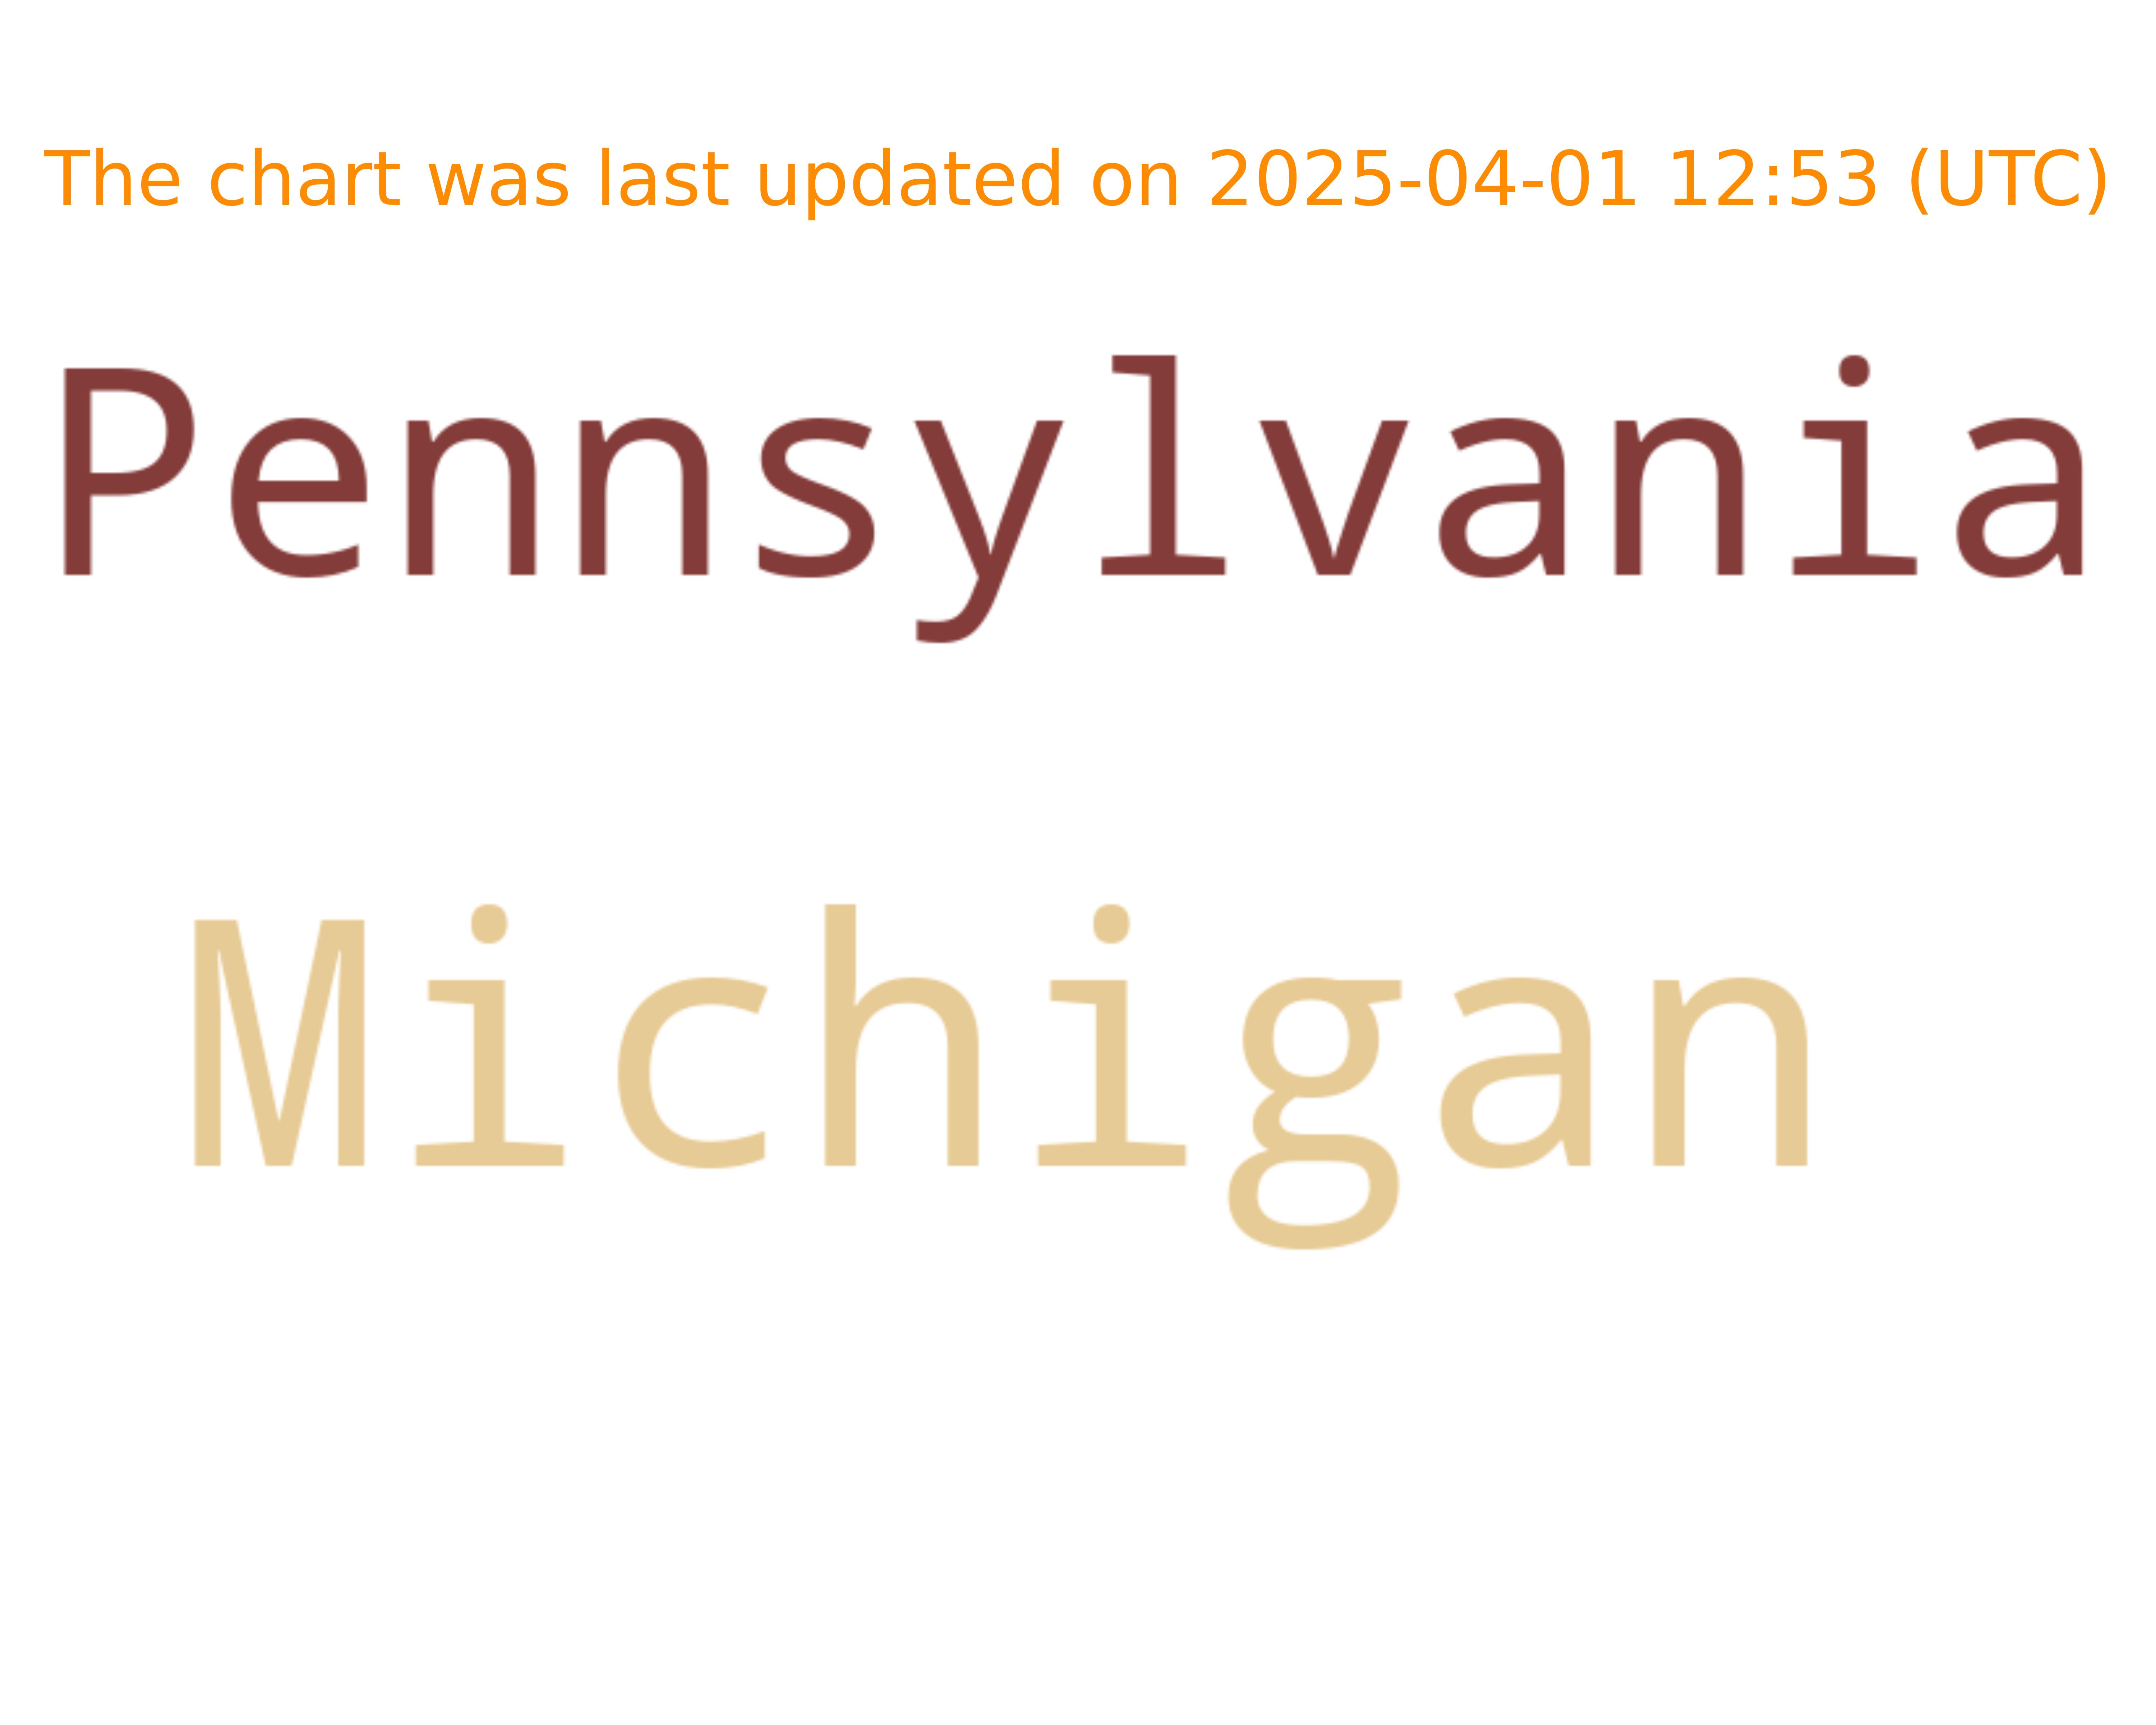 The chart was last updated on 2025-04-01 12:53 (UTC)
Pennsylvania
Michigan